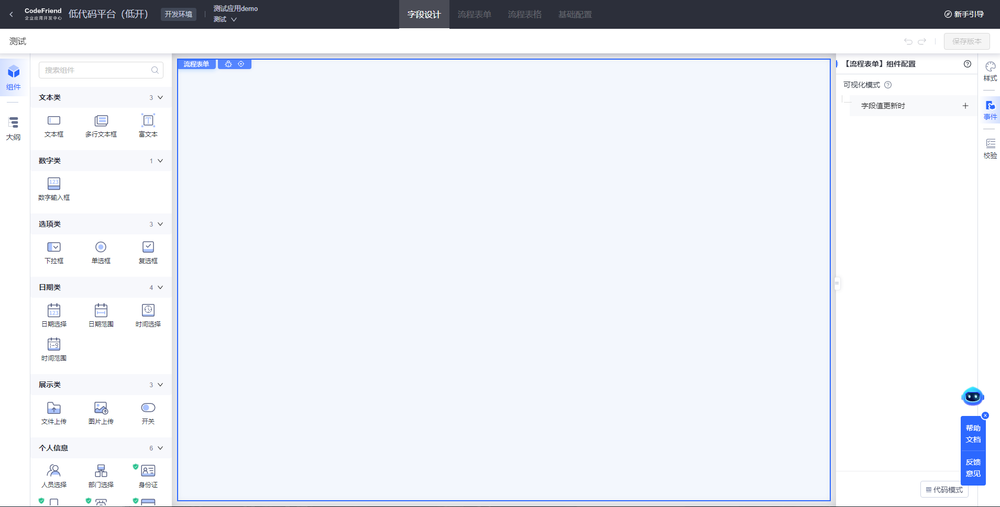 CodeFriend
企业应用开发中心
低代码平台（低开）
开发环境
测试应用demo
测试
字段设计
流程表单
流程表格
基础配置
新手引导
测试
保存版本
组件
大纲
搜索组件
文本类 3
文本框 多行文本框 富文本
数字类 1
123
数字输入框
选项类 3
下拉框 单选框 复选框
日期类 4
123
日期选择 日期范围 时间选择
时间范围
展示类 3
文件上传 图片上传 开关
个人信息 6
人员选择 部门选择 身份证
流程表单
【流程表单】组件配置
可视化模式
字段值更新时
样式
事件
校验
帮助
文档
反馈
意见
代码模式